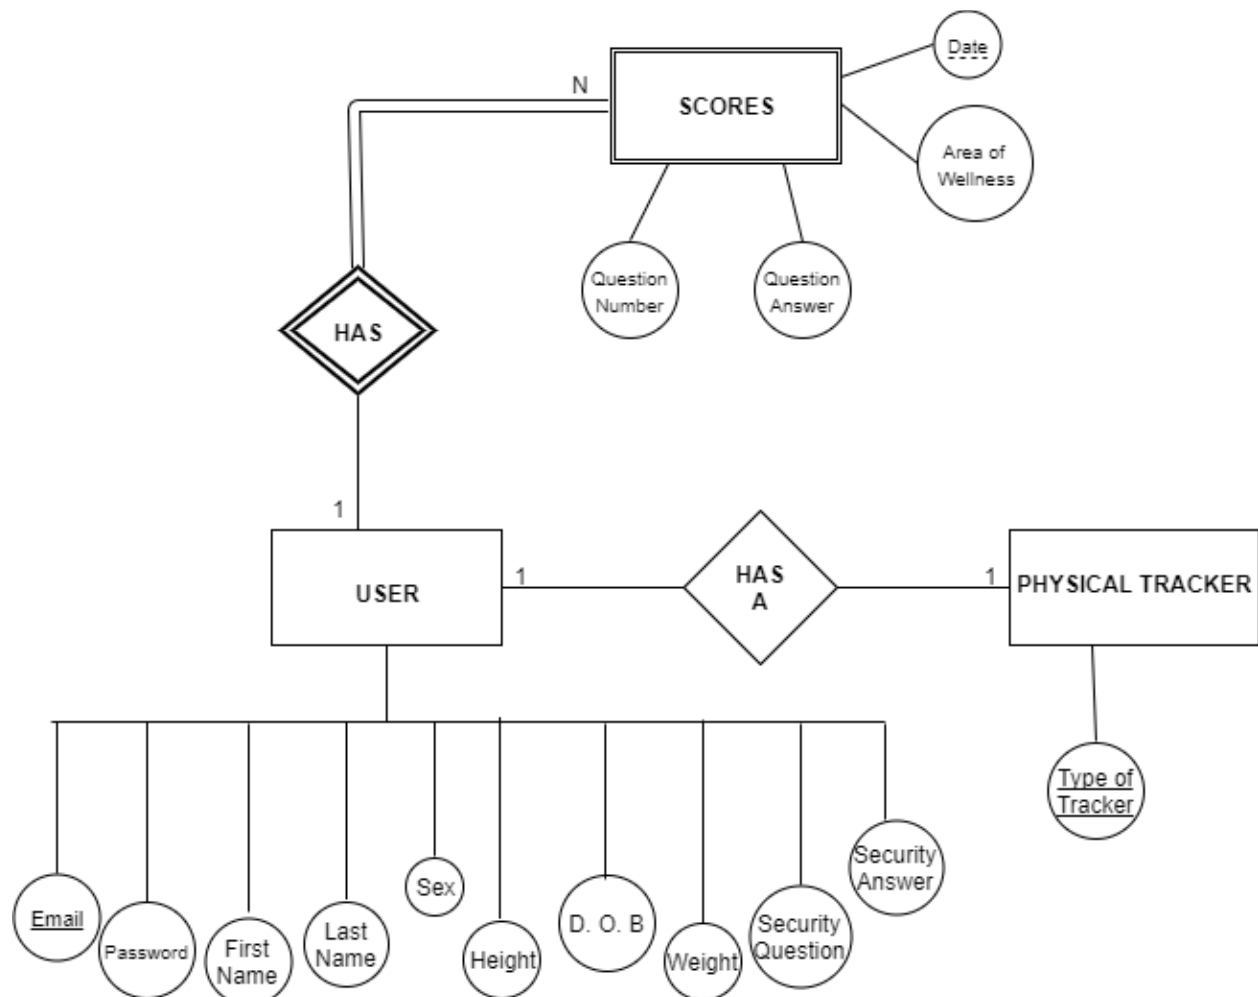 Date
N
SCORES
Area of
Wellness
Question
Number
Question
Answer
HAS
1
USER
1
HAS
A
1
PHYSICAL TRACKER
Type of
Tracker
Email
Password
First
Name
Last
Name
Sex
Height
D. O. B
Weight
Security
Question
Security
Answer